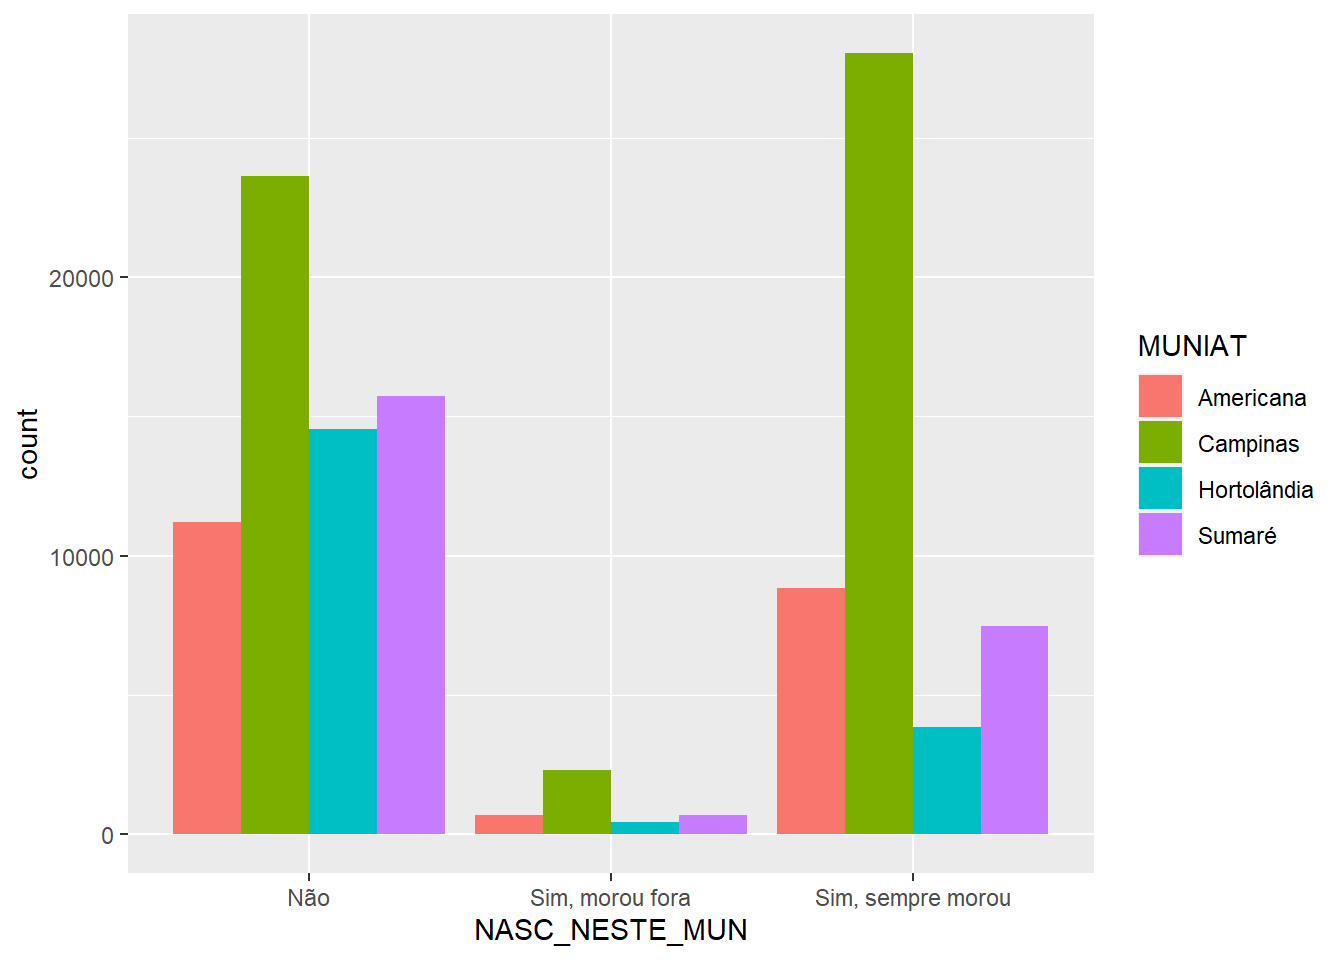 count
20000
10000
0
Não
Sim, morou fora
Sim, sempre morou
NASC_NESTE_MUN
MUNIAT
Americana
Campinas
Hortolândia
Sumaré